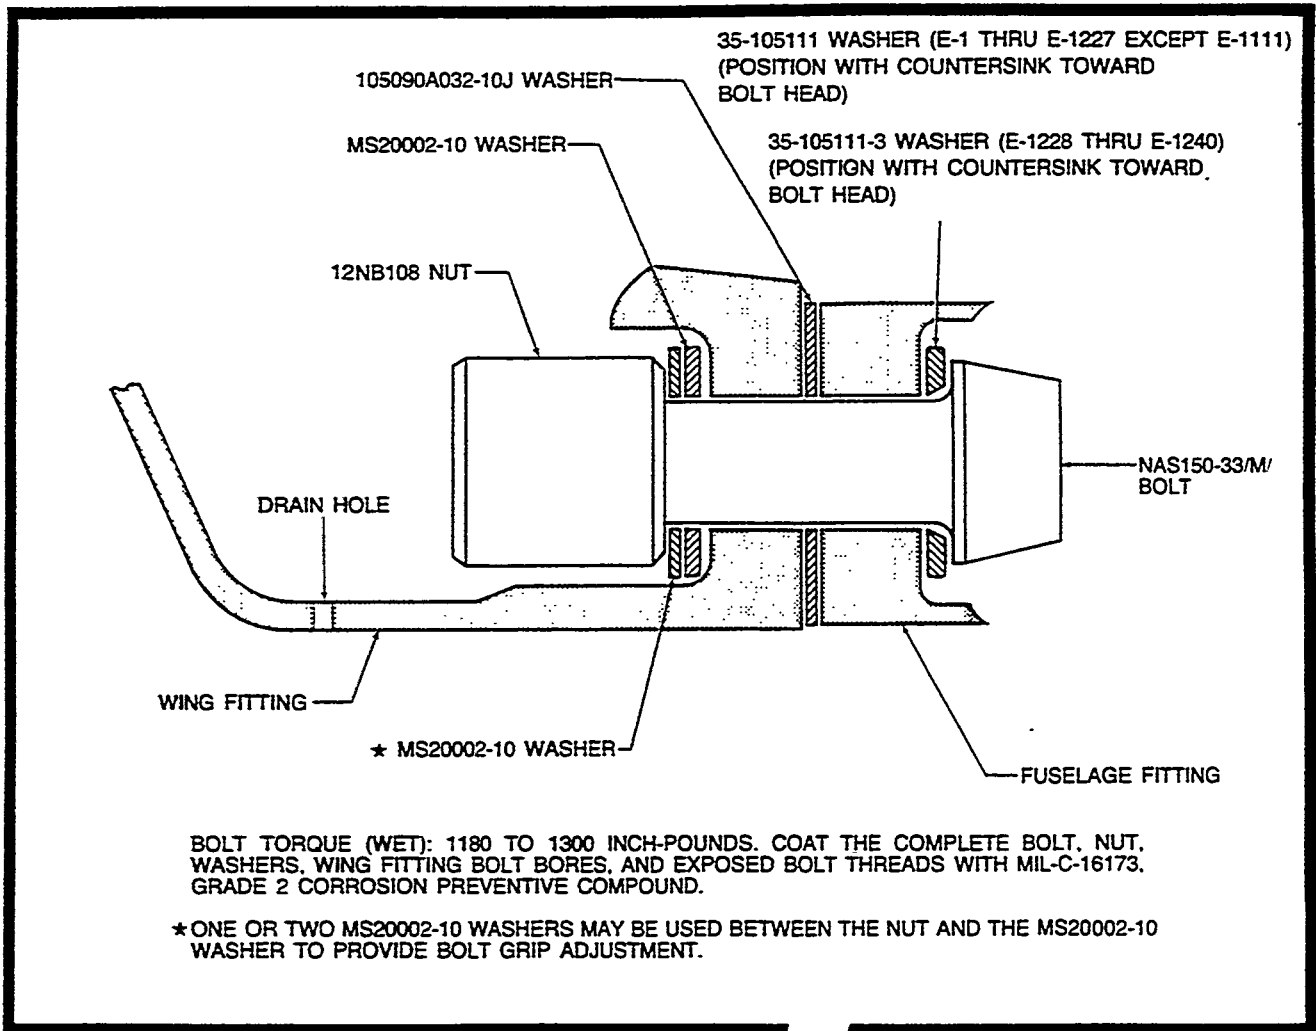 35-105111 WASHER (E-1 THRU E-1227 EXCEPT E-1111)
(POSITION WITH COUNTERSINK TOWARD
BOLT HEAD)
105090A032-10J WASHER
MS20002-10 WASHER
35-105111-3 WASHER (E-1228 THRU E-1240)
(POSITION WITH COUNTERSINK TOWARD
BOLT HEAD)
12NB108 NUT
NAS150-33/M/
BOLT
DRAIN HOLE
WING FITTING
★ MS20002-10 WASHER
FUSELAGE FITTING
BOLT TORQUE (WET): 1180 TO 1300 INCH-POUNDS. COAT THE COMPLETE BOLT, NUT,
WASHERS, WING FITTING BOLT BORES, AND EXPOSED BOLT THREADS WITH MIL-C-16173,
GRADE 2 CORROSION PREVENTIVE COMPOUND.
★ ONE OR TWO MS20002-10 WASHERS MAY BE USED BETWEEN THE NUT AND THE MS20002-10
WASHER TO PROVIDE BOLT GRIP ADJUSTMENT.